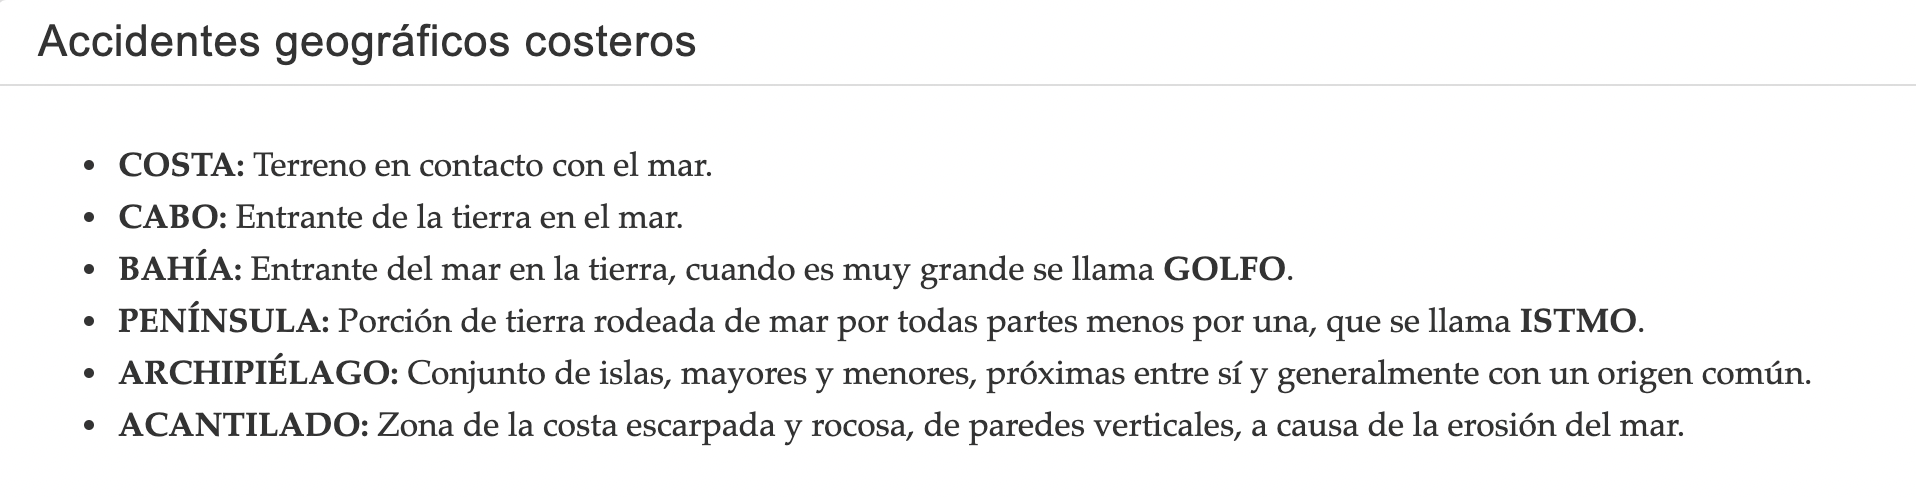 Accidentes geográficos costeros
• COSTA: Terreno en contacto con el mar.
• CABO: Entrante de la tierra en el mar.
• BAHÍA: Entrante del mar en la tierra, cuando es muy grande se llama GOLFO.
• PENÍNSULA: Porción de tierra rodeada de mar por todas partes menos por una, que se llama ISTMO.
• ARCHIPIÉLAGO: Conjunto de islas, mayores y menores, próximas entre sí y generalmente con un origen común.
• ACANTILADO: Zona de la costa escarpada y rocosa, de paredes verticales, a causa de la erosión del mar.